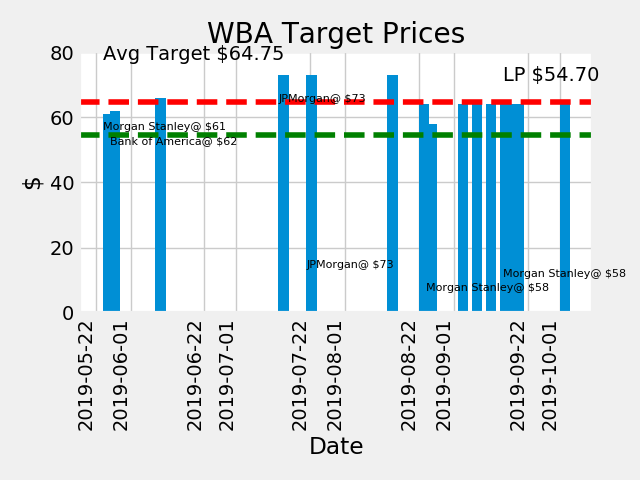 WBA Target Prices
Avg Target $64.75
LP $54.70
80
60
40
20
0
$
JPMorgan@ $73
Morgan Stanley@ $61
Bank of America@ $62
JPMorgan@ $73
Morgan Stanley@ $58
Morgan Stanley@ $58
2019-05-22
2019-06-01
2019-06-22
2019-07-01
2019-07-22
2019-08-01
2019-08-22
2019-09-01
2019-09-22
2019-10-01
Date